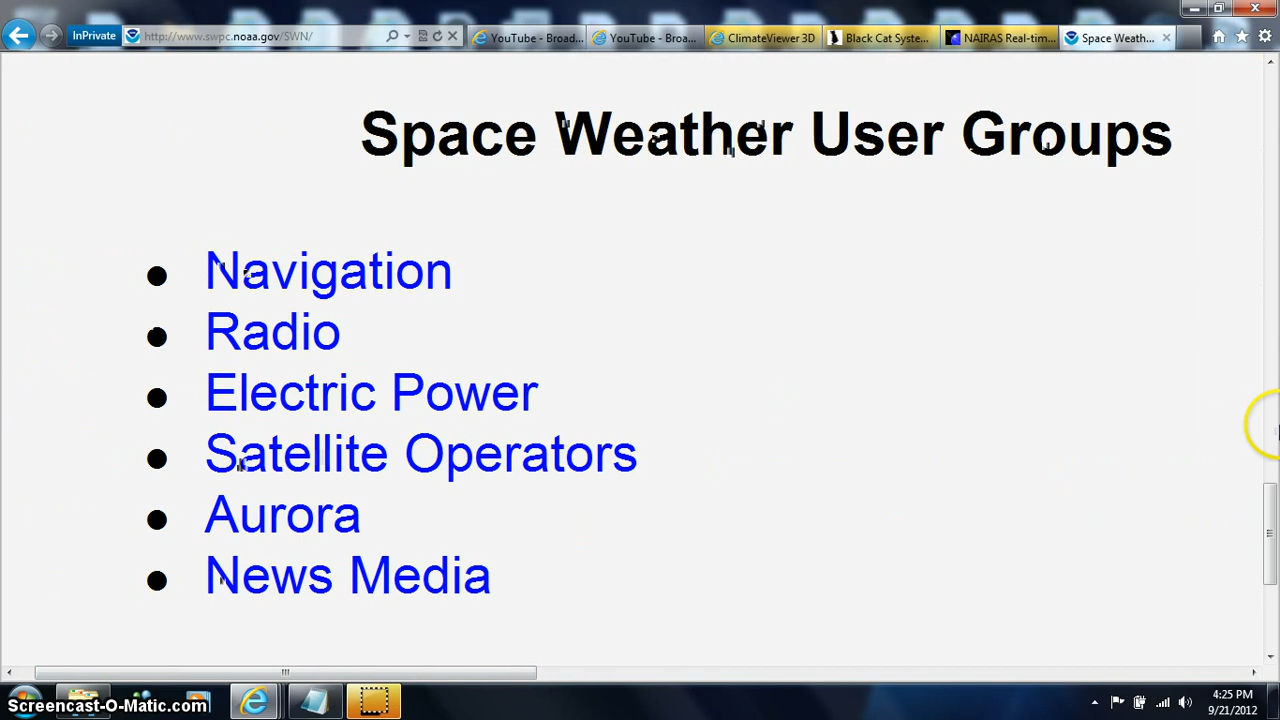 InPrivate
http://www.swpc.noaa.gov/SWN/
YouTube - Broad...
YouTube - Broa...
ClimateViewer 3D
Black Cat Syste...
NAIRAS Real-tim...
Space Weath...
Space Weather User Groups
● Navigation
● Radio
● Electric Power
● Satellite Operators
● Aurora
● News Media
4:25 PM
9/21/2012
Screencast-O-Matic.com